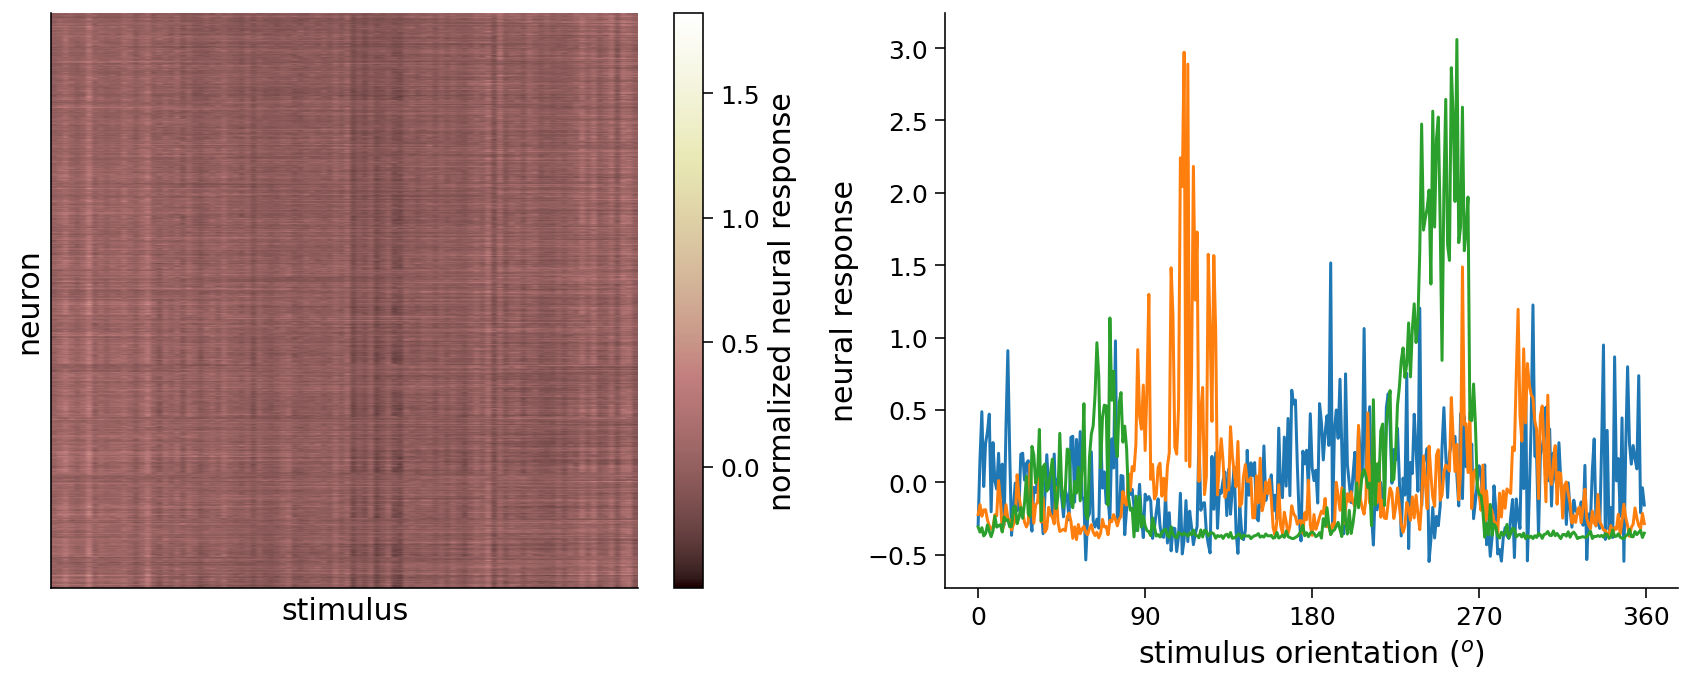 neuron
stimulus
1.5
1.0
0.5
0.0
normalized neural response
3.0
2.5
2.0
1.5
1.0
0.5
0.0
−0.5
neural response
0 90 180 270 360
stimulus orientation (°)